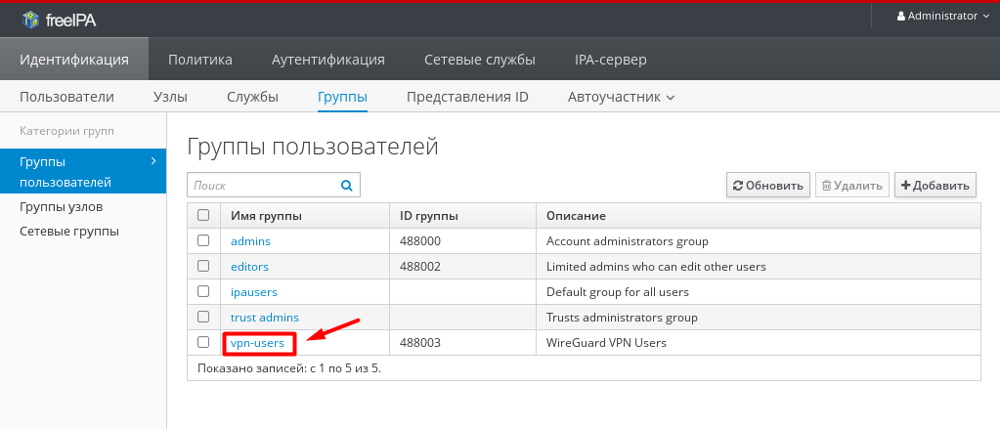 freeIPA
Administrator
Идентификация Политика Аутентификация Сетевые службы IPA-сервер
Пользователи Узлы Службы Группы Представления ID Автоучастник
Категории групп
Группы
пользователей
Группы узлов
Сетевые группы
Группы пользователей
Поиск
Обновить Удалить Добавить
Имя группы ID группы Описание
admins 488000 Account administrators group
editors 488002 Limited admins who can edit other users
ipausers Default group for all users
trust admins Trusts administrators group
vpn-users 488003 WireGuard VPN Users
Показано записей: с 1 по 5 из 5.